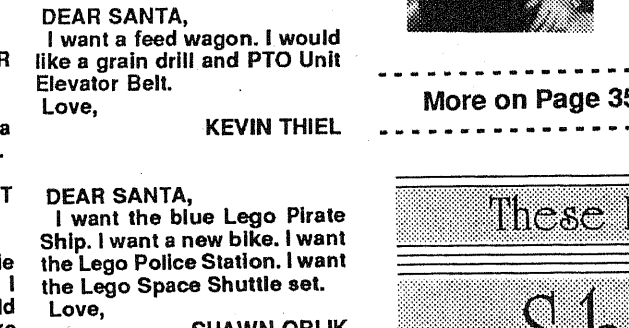 DEAR SANTA,
I want a feed wagon. I would
like a grain drill and PTO Unit
Elevator Belt.
Love,
KEVIN THIEL
DEAR SANTA,
I want the blue Lego Pirate
Ship. I want a new bike. I want
the Lego Police Station. I want
the Lego Space Shuttle set.
Love,
SHAWN
More on Page 35
These